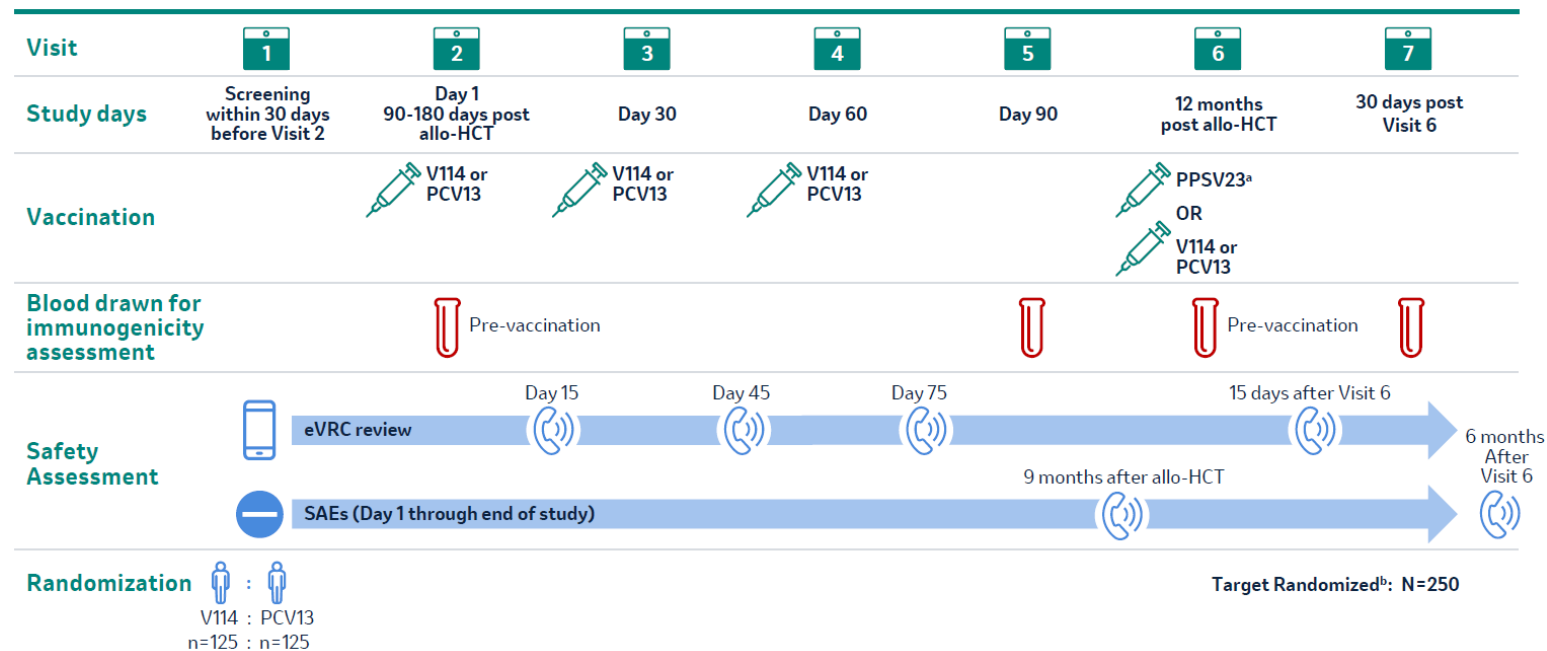 Visit
1
2
3
4
5
6
7
Study days
Screening
within 30 days
before Visit 2
Day 1
90-180 days post
allo-HCT
Day 30
Day 60
Day 90
12 months
post allo-HCT
30 days post
Visit 6
Vaccination
V114 or
PCV13
V114 or
PCV13
V114 or
PCV13
PPSV23ᵃ
OR
V114 or
PCV13
Blood drawn for
immunogenicity
assessment
Pre-vaccination
Pre-vaccination
Safety
Assessment
Day 15
Day 45
Day 75
15 days after Visit 6
eVRC review
9 months after allo-HCT
6 months
After
Visit 6
SAEs (Day 1 through end of study)
Randomization
:
V114 : PCV13
n=125 : n=125
Target Randomizedᵇ: N=250